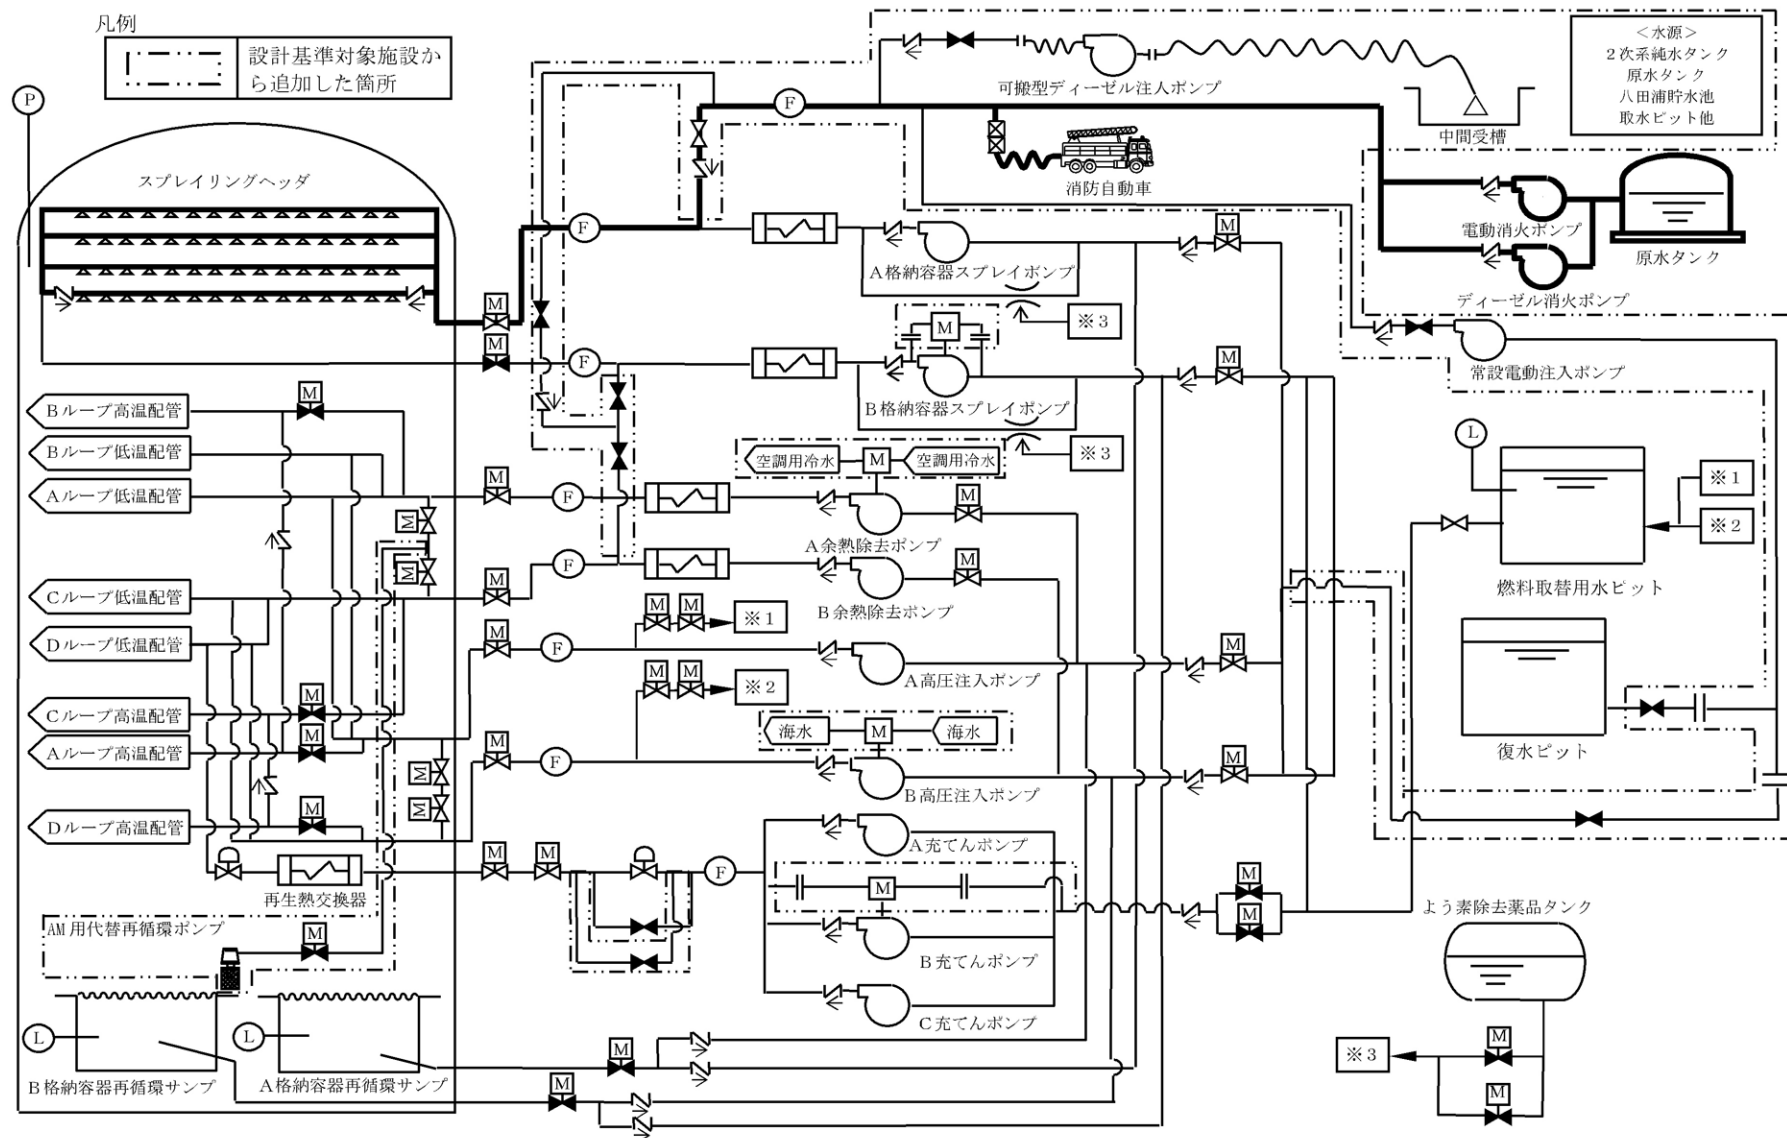 凡例
設計基準対象施設か
ら追加した箇所
<水源>
2次系純水タンク
原水タンク
八田浦貯水池
取水ピット他
P
F
可搬型ディーゼル注入ポンプ
中間受槽
消防自動車
スプレイリングヘッダ
電動消火ポンプ
原水タンク
ディーゼル消火ポンプ
F
M
A格納容器スプレイポンプ
M
※3
M
M
F
M
B格納容器スプレイポンプ
常設電動注入ポンプ
※3
Bループ高温配管
M
Bループ低温配管
空調用冷水
M
空調用冷水
L
※1
※2
Aループ低温配管
M
F
M
M
A余熱除去ポンプ
燃料取替用水ピット
M
F
M
Cループ低温配管
M
B余熱除去ポンプ
M
M
※1
Dループ低温配管
M
F
M
A高圧注入ポンプ
M
M
※2
Cループ高温配管
M
海水
M
海水
復水ピット
Aループ高温配管
M
M
F
M
M
B高圧注入ポンプ
M
Dループ高温配管
M
A充てんポンプ
M
M
F
M
再生熱交換器
M
M
AM用代替再循環ポンプ
M
B充てんポンプ
よう素除去薬品タンク
C充てんポンプ
L
L
M
M
※3
B格納容器再循環サンプ
A格納容器再循環サンプ
M
M